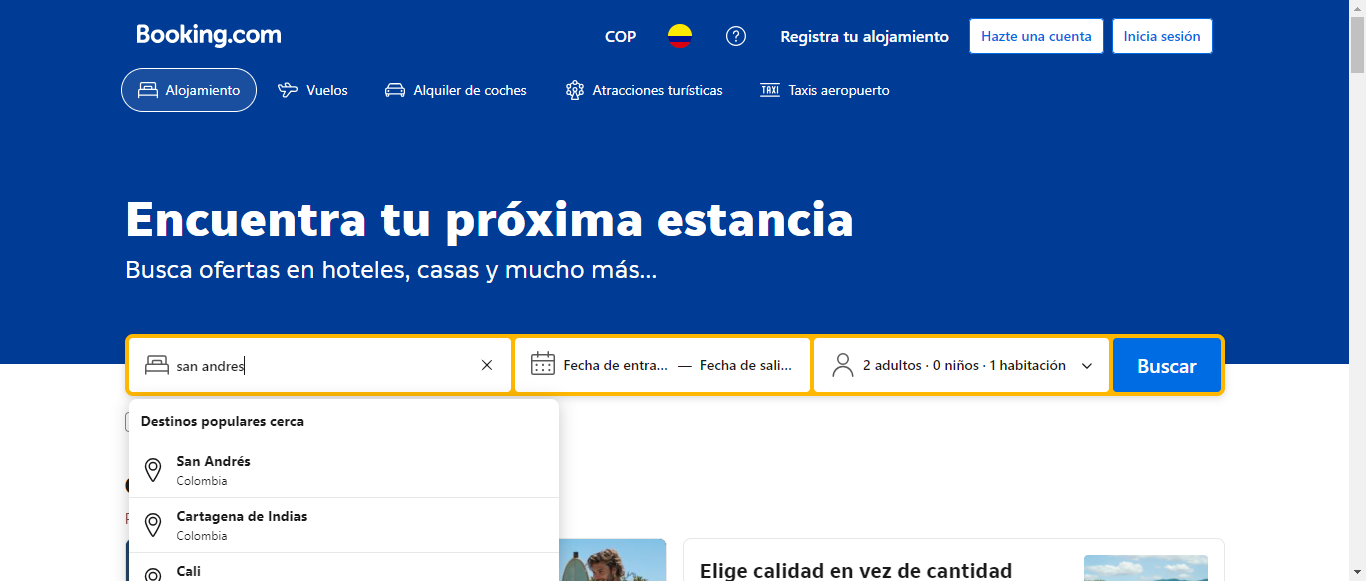 Booking.com
COP
Registra tu alojamiento
Hazte una cuenta
Inicia sesión
Alojamiento
Vuelos
Alquiler de coches
Atracciones turísticas
TAXI
Taxis aeropuerto
Encuentra tu próxima estancia
Busca ofertas en hoteles, casas y mucho más...
san andres
Fecha de entra... — Fecha de sali...
2 adultos · 0 niños · 1 habitación
Buscar
Destinos populares cerca
San Andrés
Colombia
Cartagena de Indias
Colombia
Cali
Elige calidad en vez de cantidad